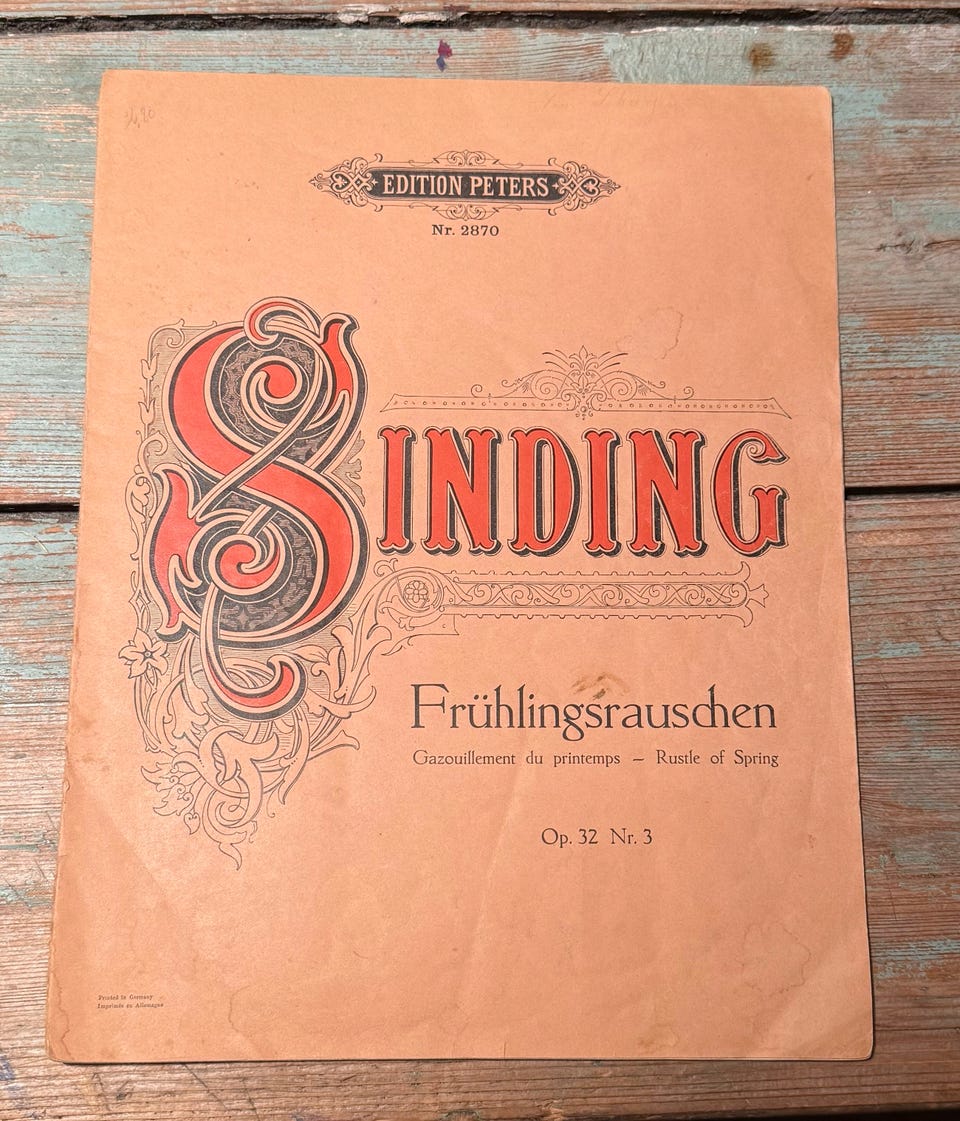 EDITION PETERS
Nr. 2870
SINDING
Frühlingsrauschen
Gazouillement du printemps – Rustle of Spring
Op. 32 Nr. 3
Printed in Germany
Imprimée en Allemagne